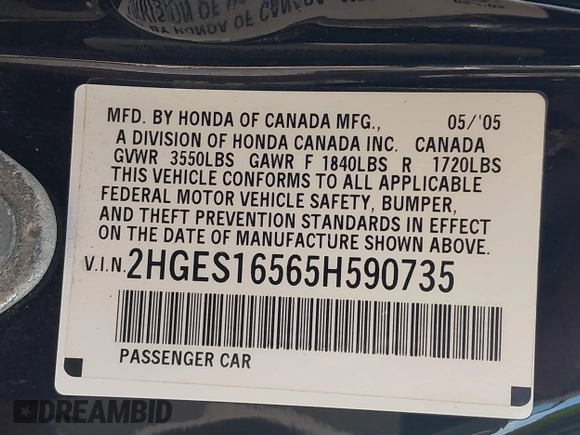 MFD. BY HONDA OF CANADA MFG., 05/'05
A DIVISION OF HONDA CANADA INC. CANADA
GVWR 3550LBS GAWR F 1840LBS R 1720LBS
THIS VEHICLE CONFORMS TO ALL APPLICABLE
FEDERAL MOTOR VEHICLE SAFETY, BUMPER,
AND THEFT PREVENTION STANDARDS IN EFFECT
ON THE DATE OF MANUFACTURE SHOWN ABOVE.
V.I.N. 2HGES16565H590735
PASSENGER CAR
DREAMBID